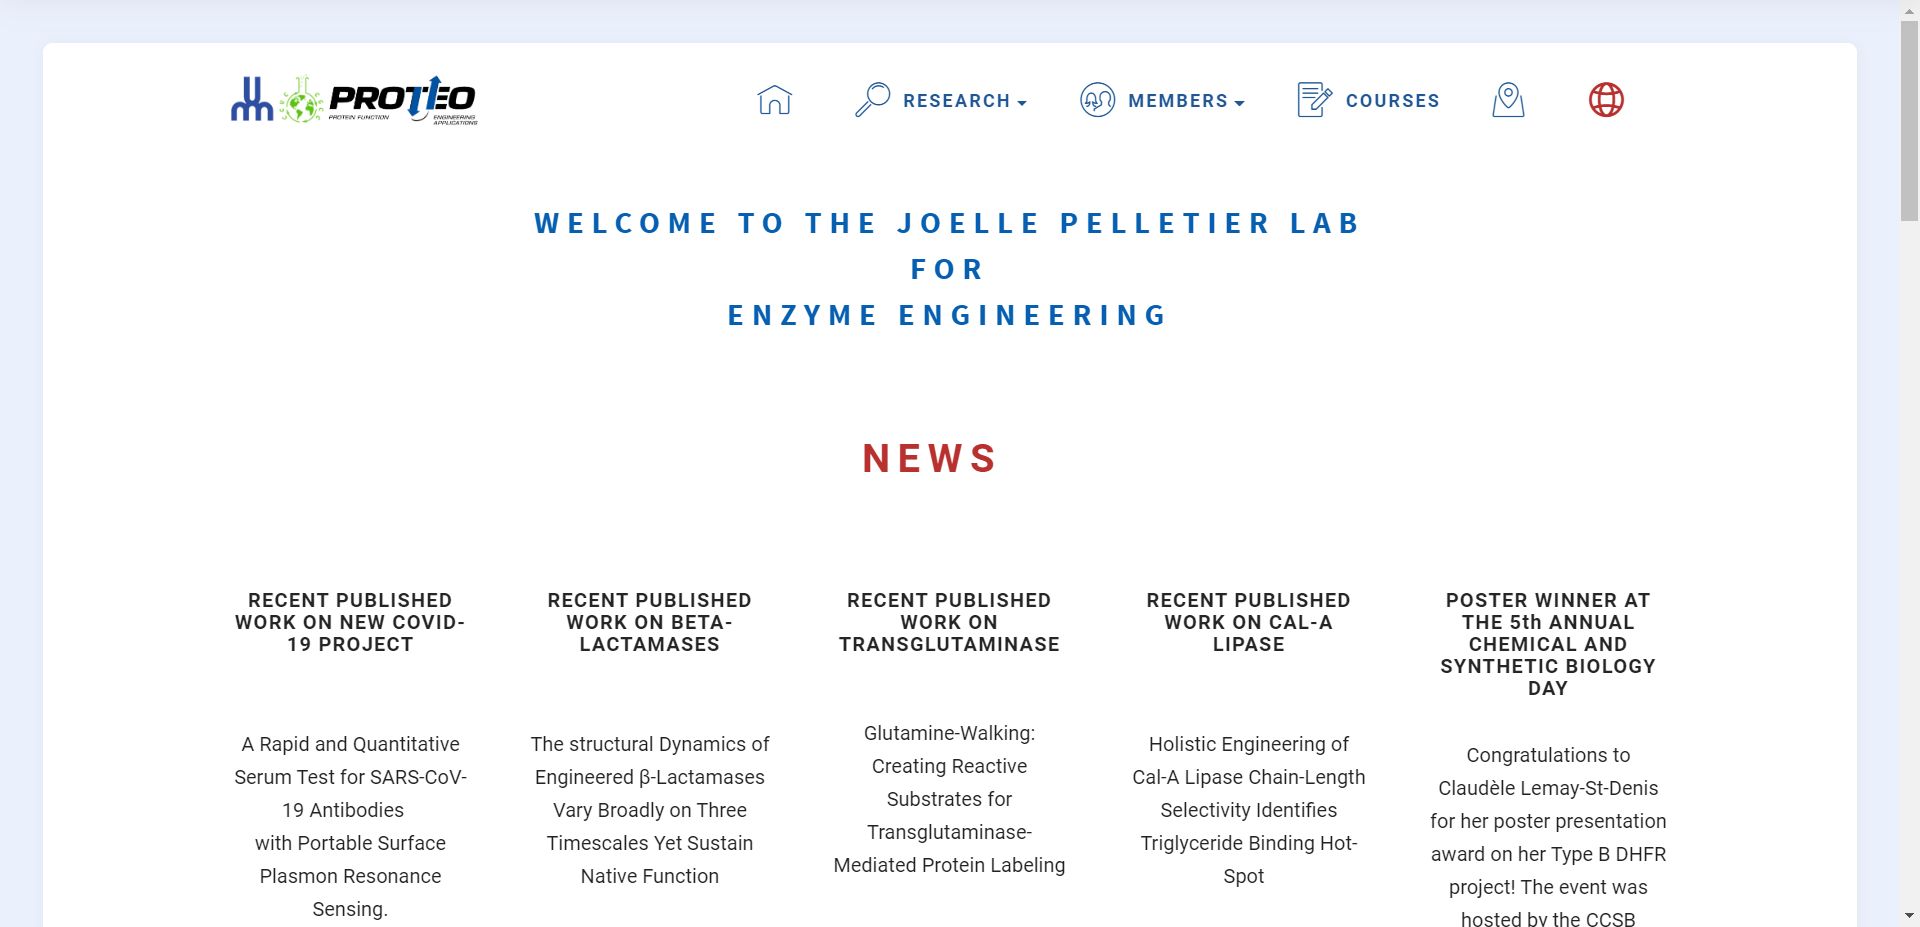 PROTEO
PROTEIN FUNCTION
ENGINEERING
APPLICATIONS
RESEARCH
MEMBERS
COURSES
WELCOME TO THE JOELLE PELLETIER LAB
FOR
ENZYME ENGINEERING
NEWS
RECENT PUBLISHED
WORK ON NEW COVID-
19 PROJECT
A Rapid and Quantitative
Serum Test for SARS-CoV-
19 Antibodies
with Portable Surface
Plasmon Resonance
Sensing.
RECENT PUBLISHED
WORK ON BETA-
LACTAMASES
The structural Dynamics of
Engineered β-Lactamases
Vary Broadly on Three
Timescales Yet Sustain
Native Function
RECENT PUBLISHED
WORK ON
TRANSGLUTAMINASE
Glutamine-Walking:
Creating Reactive
Substrates for
Transglutaminase-
Mediated Protein Labeling
RECENT PUBLISHED
WORK ON CAL-A
LIPASE
Holistic Engineering of
Cal-A Lipase Chain-Length
Selectivity Identifies
Triglyceride Binding Hot-
Spot
POSTER WINNER AT
THE 5th ANNUAL
CHEMICAL AND
SYNTHETIC BIOLOGY
DAY
Congratulations to
Claudèle Lemay-St-Denis
for her poster presentation
award on her Type B DHFR
project! The event was
hosted by the CCSB